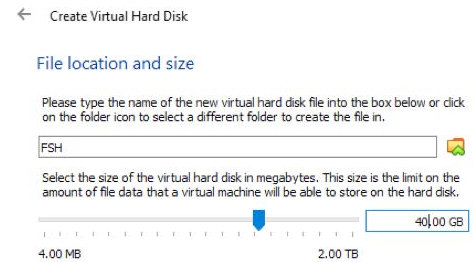 Create Virtual Hard Disk
File location and size
Please type the name of the new virtual hard disk file into the box below or click
on the folder icon to select a different folder to create the file in.
FSH
Select the size of the virtual hard disk in megabytes. This size is the limit on the
amount of file data that a virtual machine will be able to store on the hard disk.
40.00 GB
4.00 MB 2.00 TB